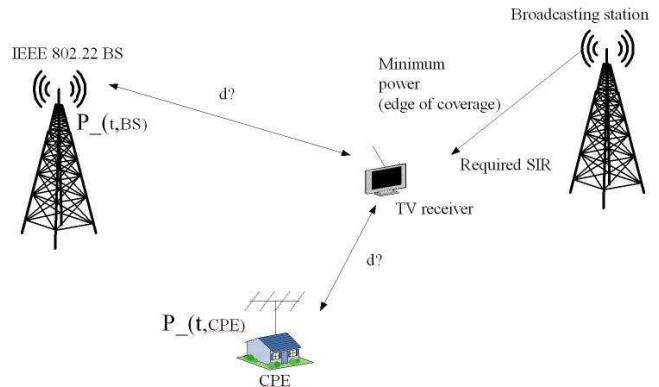 Broadcasting station
IEEE 802.22 BS
Minimum
power
(edge of coverage)
d?
P_(t,BS)
Required SIR
TV receiver
d?
P_(t,CPE)
CPE